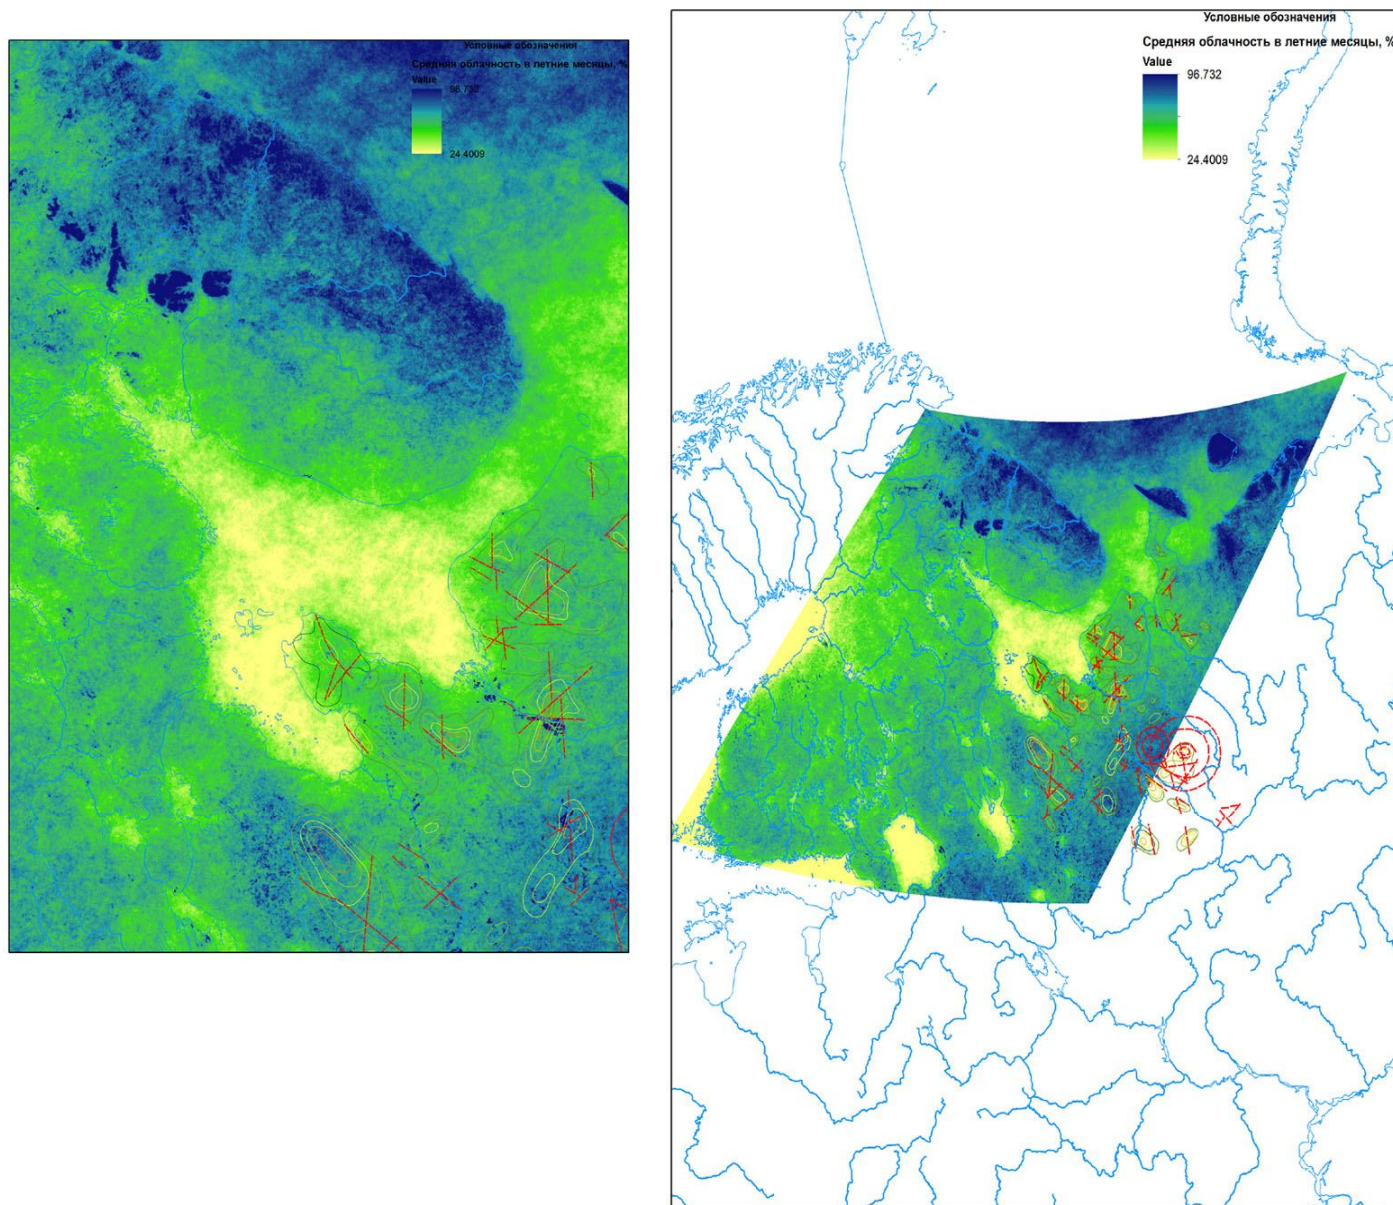 Условные обозначения
Средняя облачность в летние месяцы, %
Value
96.732
24.4009
Условные обозначения
Средняя облачность в летние месяцы, %
Value
96.732
24.4009